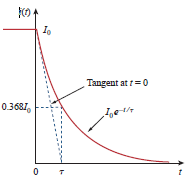 i(t)
I₀
Tangent at t = 0
0.368I₀
I₀e⁻ᵗ/τ
0
τ
t